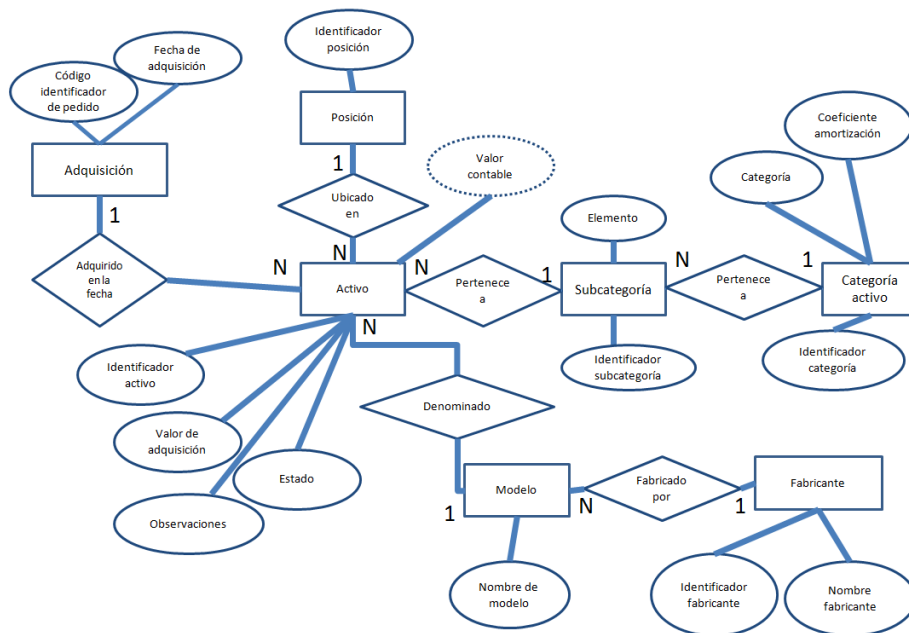 Fecha de
adquisición
Identificador
posición
Código
identificador
de pedido
Posición
Coeficiente
amortización
Adquisición
1
Valor
contable
Categoría
1
Ubicado
en
Elemento
Adquirido
en la
fecha
N
N
N
Activo
Pertenece
a
1
Subcategoría
N
Pertenece
a
1
Categoría
activo
N
Identificador
activo
Identificador
subcategoría
Identificador
categoría
Denominado
Valor de
adquisición
Estado
Observaciones
Modelo
1
N
Fabricado
por
1
Fabricante
Nombre de
modelo
Identificador
fabricante
Nombre
fabricante